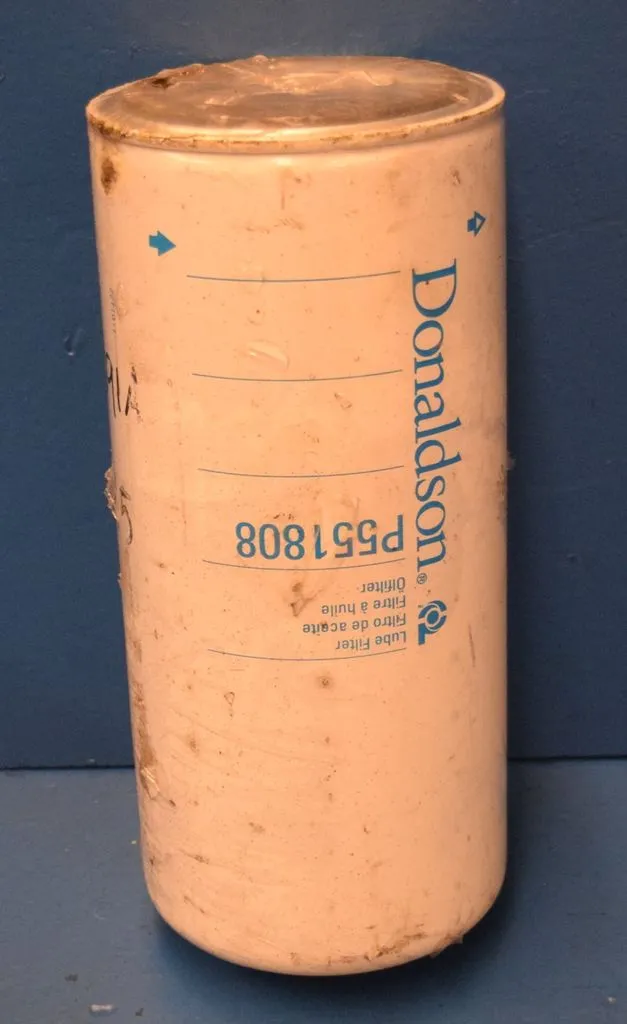 Donaldson®
P551808
Lube Filter
Filtro de aceite
Filtre à huile
Ölfilter